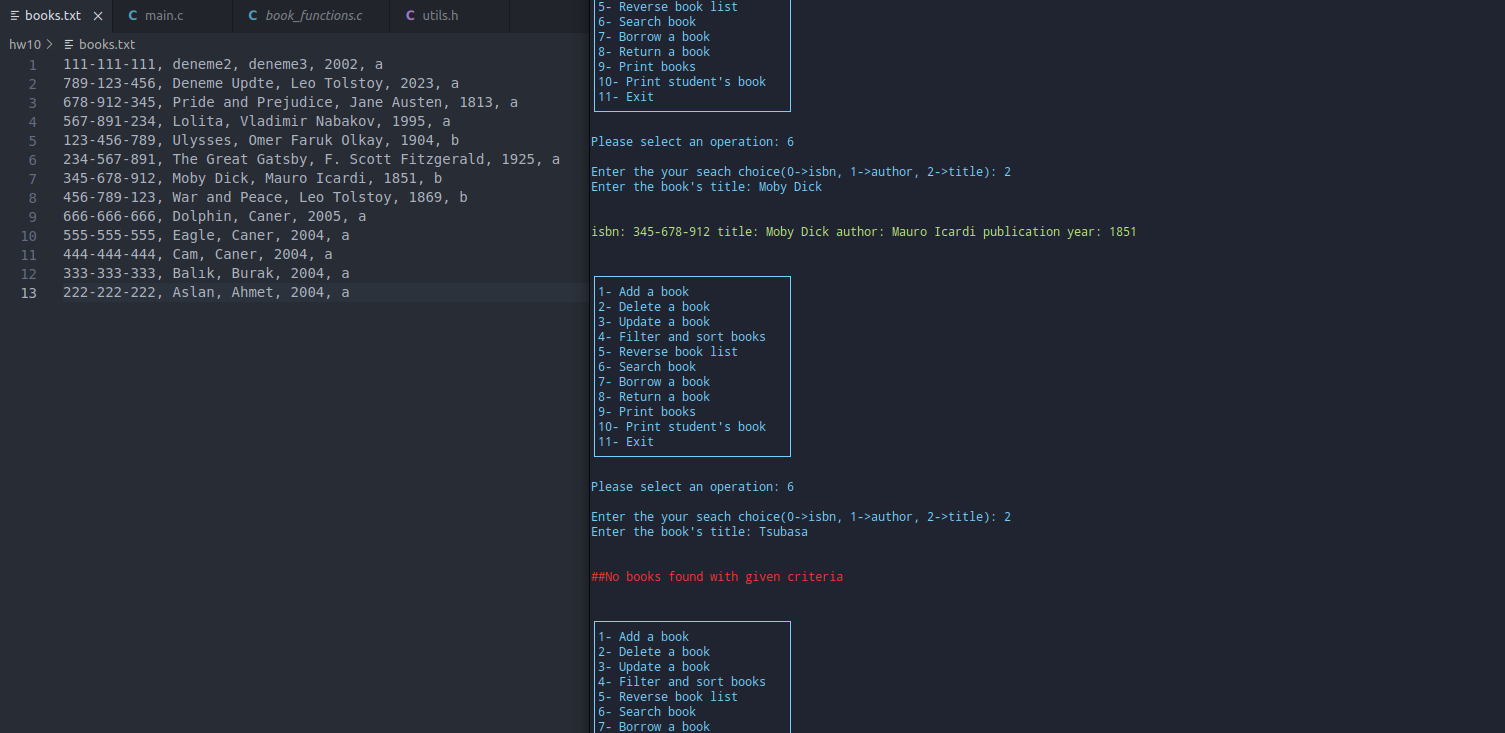 books.txt
main.c
book_functions.c
utils.h
hw10 > books.txt
1 111-111-111, deneme2, deneme3, 2002, a
2 789-123-456, Deneme Updte, Leo Tolstoy, 2023, a
3 678-912-345, Pride and Prejudice, Jane Austen, 1813, a
4 567-891-234, Lolita, Vladimir Nabakov, 1995, a
5 123-456-789, Ulysses, Omer Faruk Olkay, 1904, b
6 234-567-891, The Great Gatsby, F. Scott Fitzgerald, 1925, a
7 345-678-912, Moby Dick, Mauro Icardi, 1851, b
8 456-789-123, War and Peace, Leo Tolstoy, 1869, b
9 666-666-666, Dolphin, Caner, 2005, a
10 555-555-555, Eagle, Caner, 2004, a
11 444-444-444, Cam, Caner, 2004, a
12 333-333-333, Balık, Burak, 2004, a
13 222-222-222, Aslan, Ahmet, 2004, a
5- Reverse book list
6- Search book
7- Borrow a book
8- Return a book
9- Print books
10- Print student's book
11- Exit
Please select an operation: 6
Enter the your seach choice(0->isbn, 1->author, 2->title): 2
Enter the book's title: Moby Dick
isbn: 345-678-912 title: Moby Dick author: Mauro Icardi publication year: 1851
1- Add a book
2- Delete a book
3- Update a book
4- Filter and sort books
5- Reverse book list
6- Search book
7- Borrow a book
8- Return a book
9- Print books
10- Print student's book
11- Exit
Please select an operation: 6
Enter the your seach choice(0->isbn, 1->author, 2->title): 2
Enter the book's title: Tsubasa
##No books found with given criteria
1- Add a book
2- Delete a book
3- Update a book
4- Filter and sort books
5- Reverse book list
6- Search book
7- Borrow a book